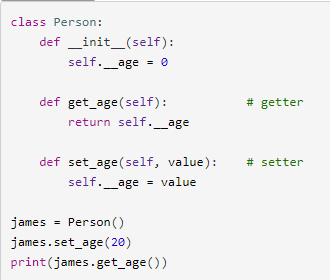 class Person:
    def __init__(self):
        self.__age = 0

    def get_age(self):           # getter
        return self.__age

    def set_age(self, value):    # setter
        self.__age = value

james = Person()
james.set_age(20)
print(james.get_age())